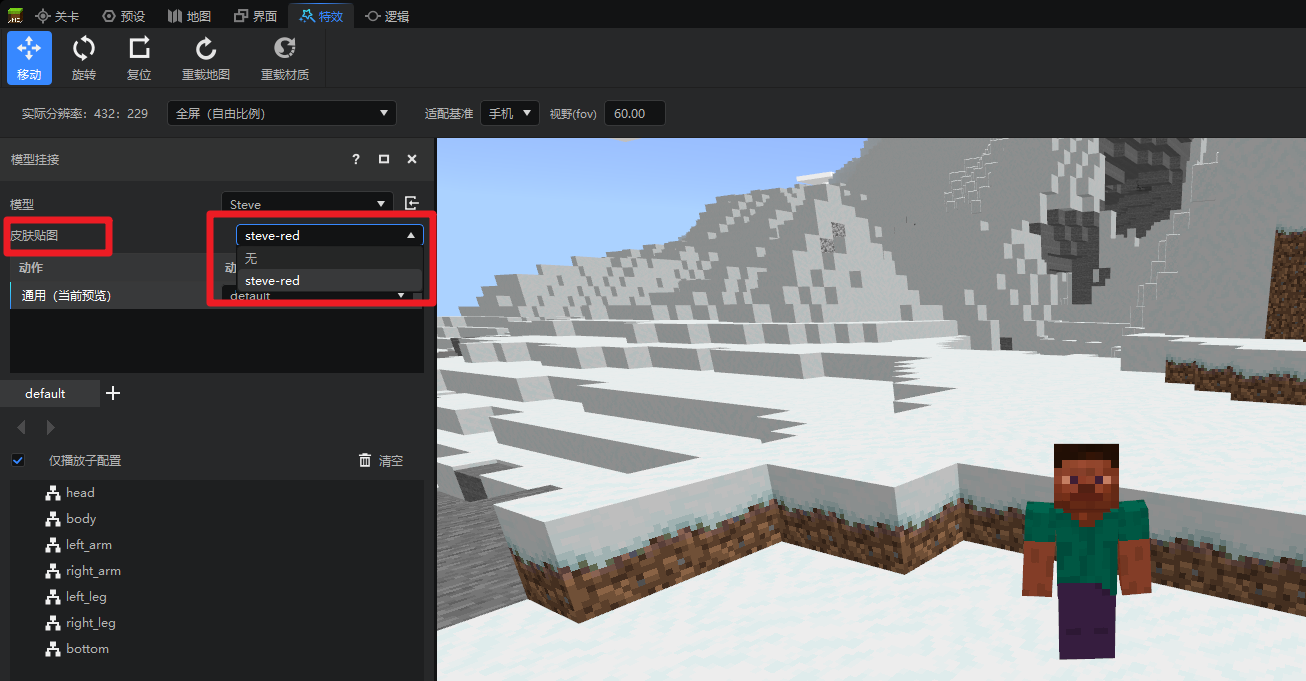 关卡 预设 地图 界面 特效 逻辑
移动 旋转 复位 重载地图 重载材质
实际分辨率：432：229 全屏（自由比例） 适配基准 手机 视野(fov) 60.00
模型挂接 ?
模型 Steve
皮肤贴图 steve-red
无
动作 动
steve-red
通用（当前预览） default
default
仅播放子配置 清空
head
body
left_arm
right_arm
left_leg
right_leg
bottom